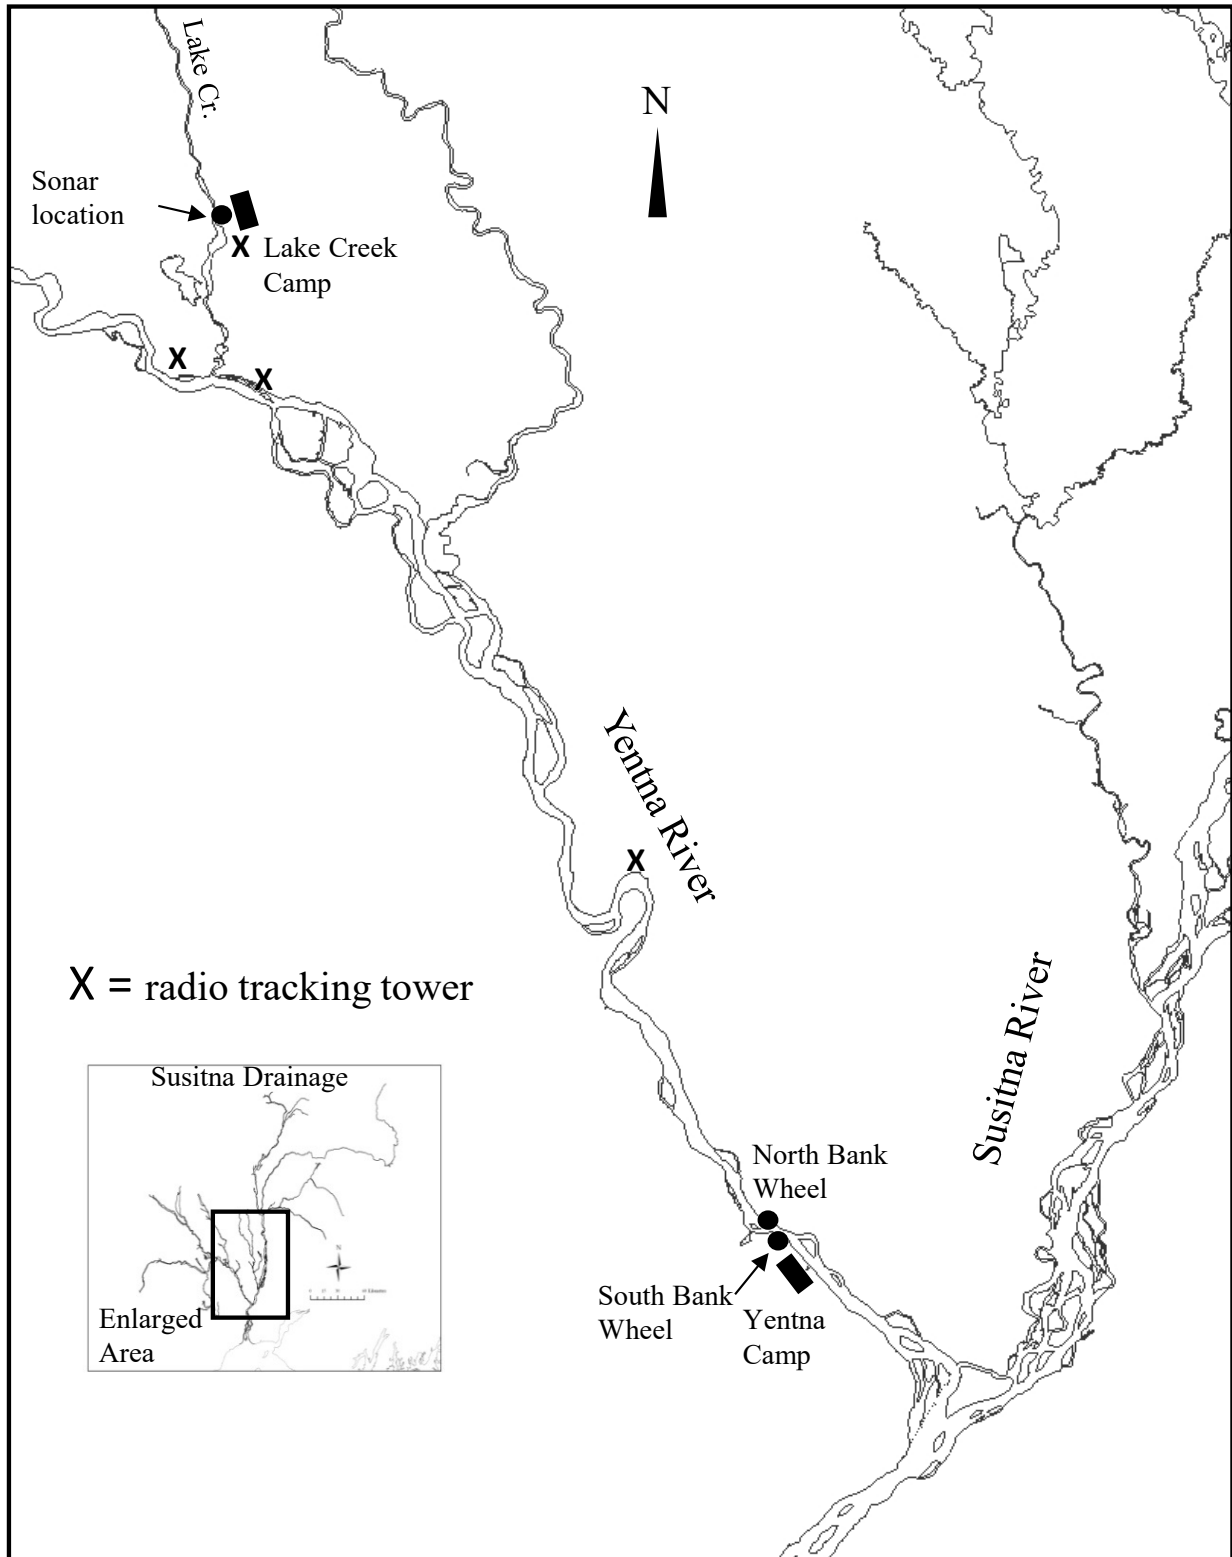 Lake Cr.
N
Sonar
location
X
Lake Creek
Camp
X
X
Yentna River
X
X = radio tracking tower
Susitna River
Susitna Drainage
N
Enlarged
Area
North Bank
Wheel
South Bank
Wheel
Yentna
Camp